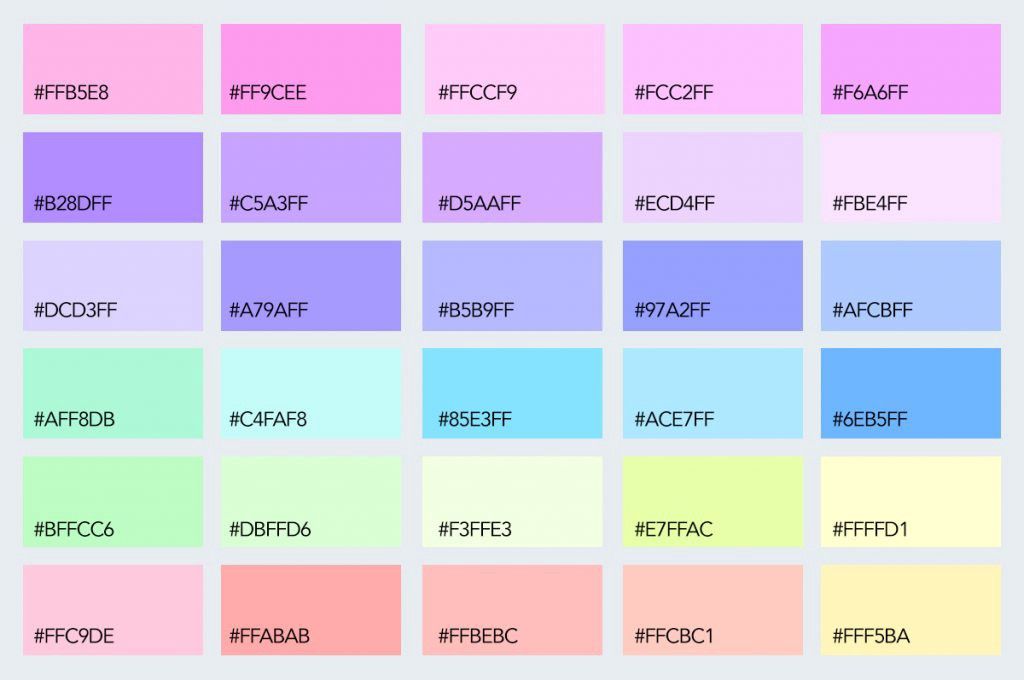 #FFB5E8 #FF9CEE #FFCCF9 #FCC2FF #F6A6FF
#B28DFF #C5A3FF #D5AAFF #ECD4FF #FBE4FF
#DCD3FF #A79AFF #B5B9FF #97A2FF #AFCBFF
#AFF8DB #C4FAF8 #85E3FF #ACE7FF #6EB5FF
#BFFCC6 #DBFFD6 #F3FFE3 #E7FFAC #FFFFD1
#FFC9DE #FFABAB #FFBEBC #FFCBC1 #FFF5BA